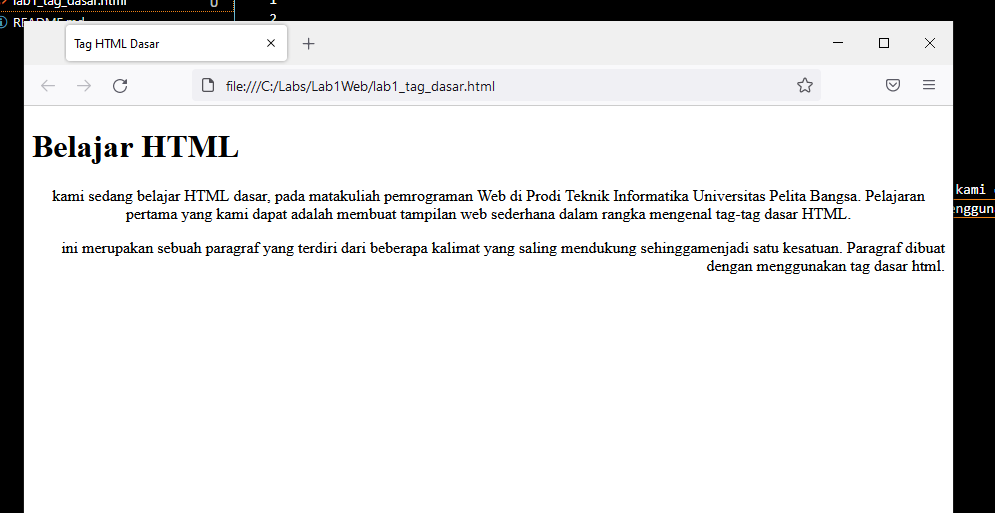 lab1_tag_dasar.html
U
1
README.md
2
Tag HTML Dasar
file:///C:/Labs/Lab1Web/lab1_tag_dasar.html
Belajar HTML
kami sedang belajar HTML dasar, pada matakuliah pemrograman Web di Prodi Teknik Informatika Universitas Pelita Bangsa. Pelajaran
pertama yang kami dapat adalah membuat tampilan web sederhana dalam rangka mengenal tag-tag dasar HTML.
kami
ini merupakan sebuah paragraf yang terdiri dari beberapa kalimat yang saling mendukung sehinggamenjadi satu kesatuan. Paragraf dibuat
dengan menggunakan tag dasar html.